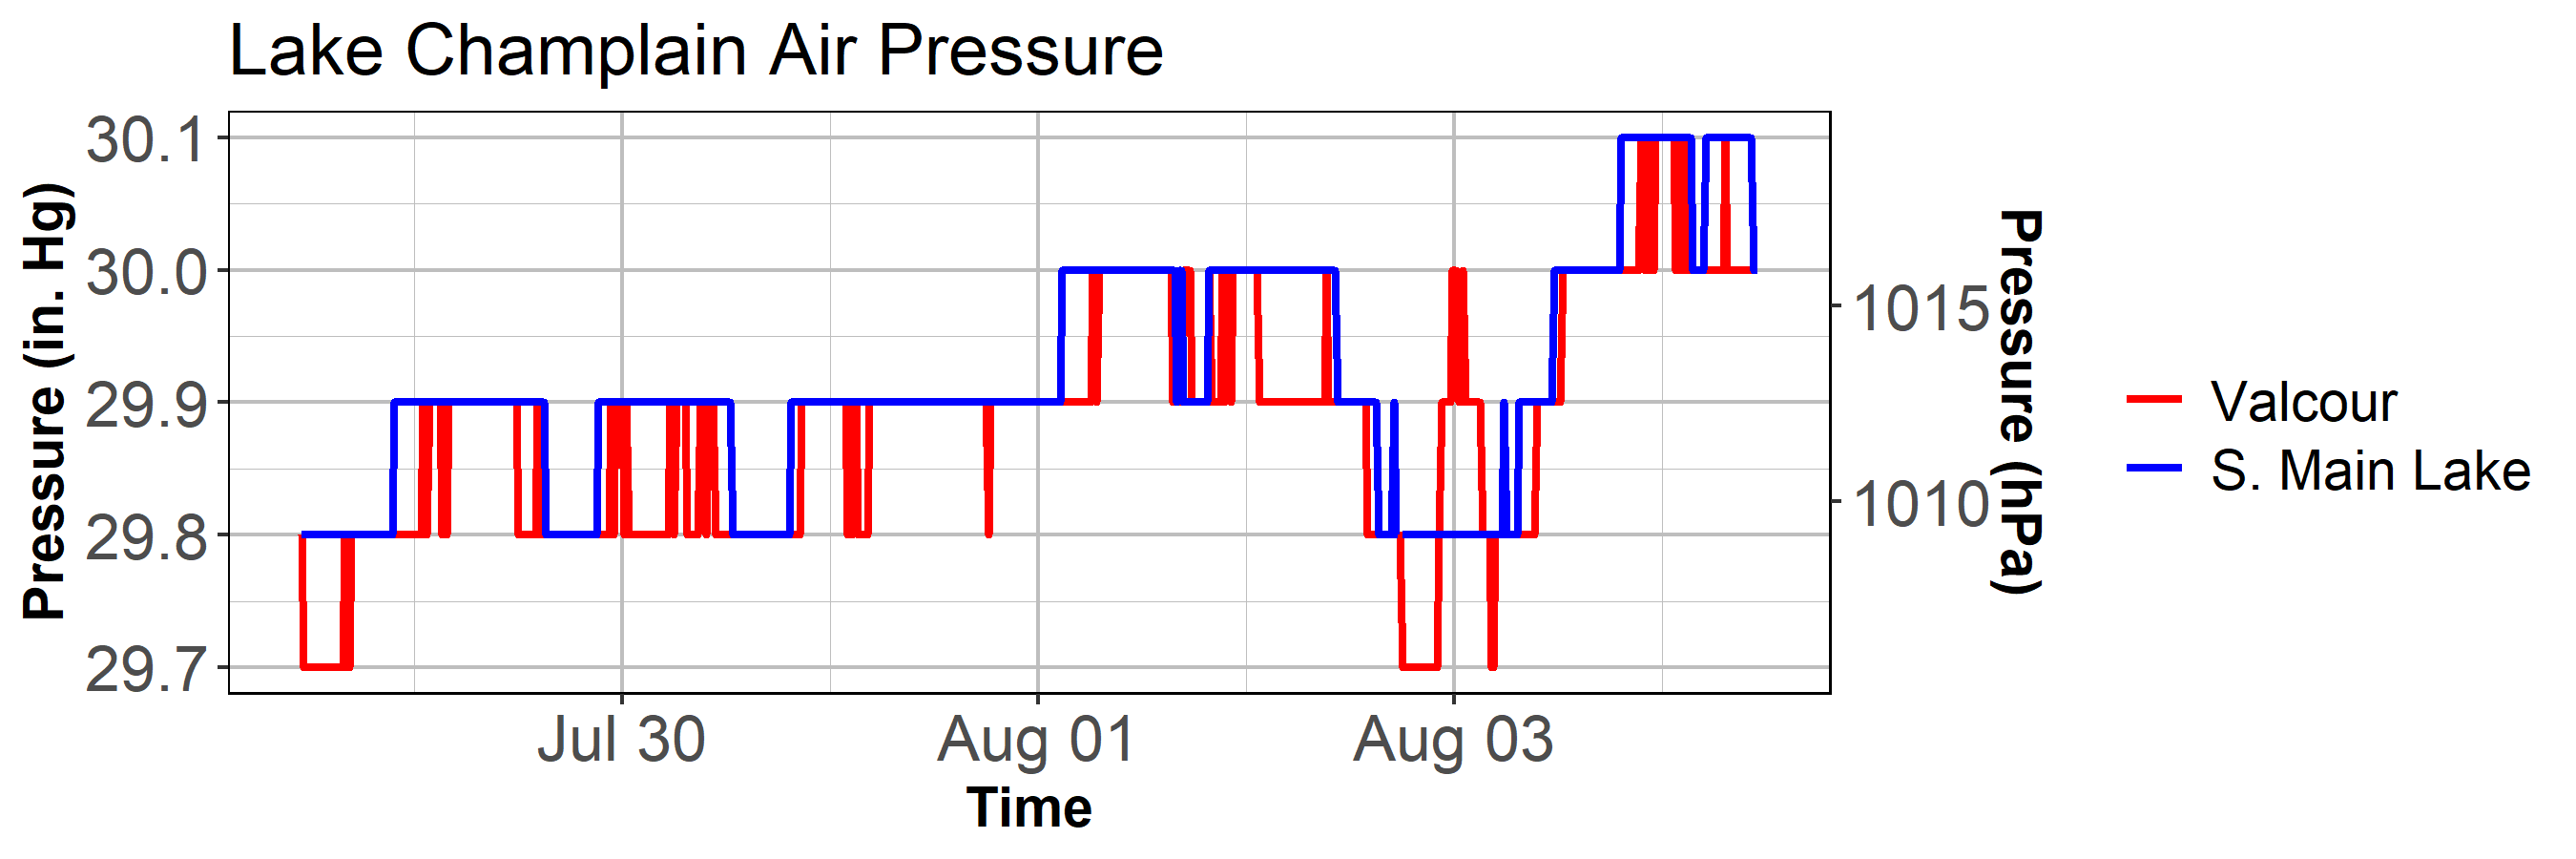 Lake Champlain Air Pressure
Pressure (in. Hg)
30.1
30.0
29.9
29.8
29.7
Jul 30
Aug 01
Aug 03
Time
1015
1010
Pressure (hPa)
Valcour
S. Main Lake